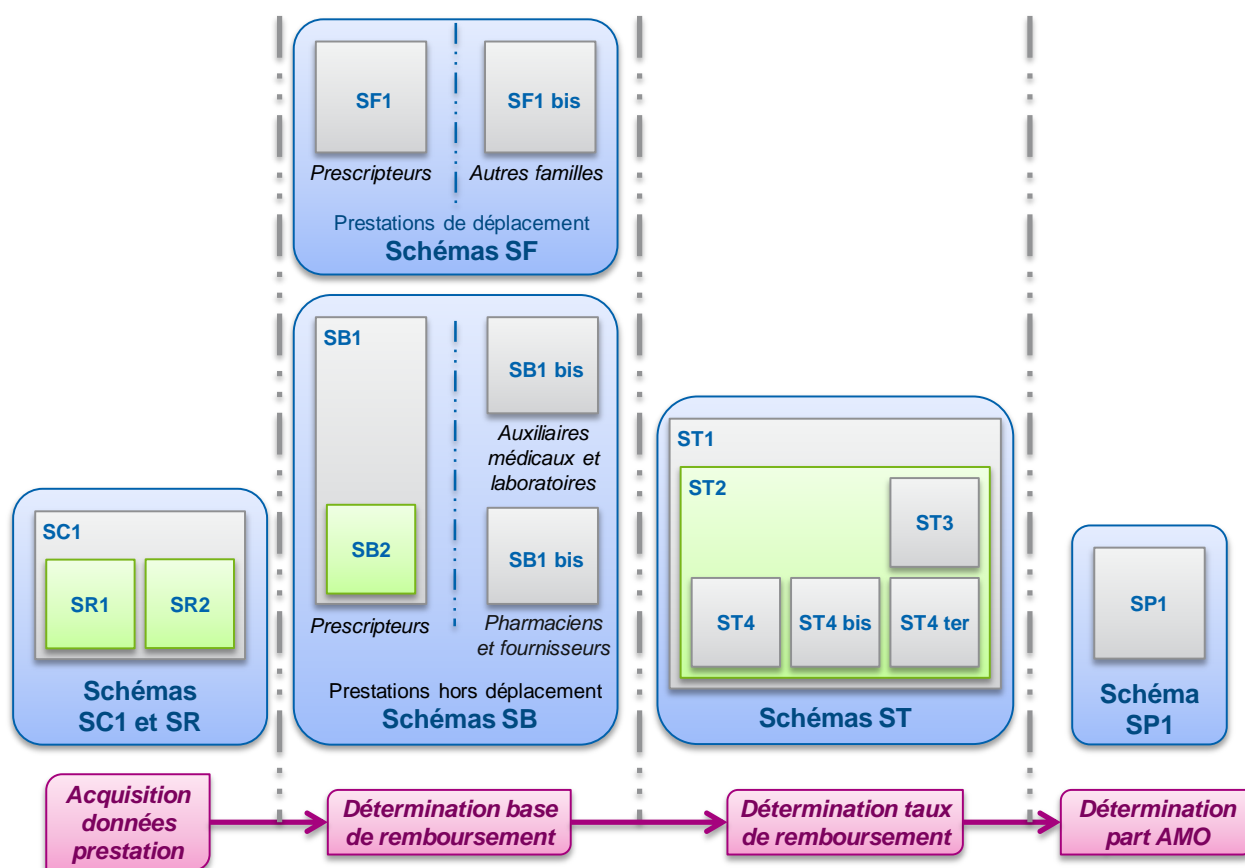 SF1
SF1 bis
Prescripteurs
Autres familles
Prestations de déplacement
Schémas SF
SB1
SB1 bis
Auxiliaires
médicaux et
laboratoires
SB2
SB1 bis
Prescripteurs
Pharmaciens
et fournisseurs
Prestations hors déplacement
Schémas SB
SC1
SR1
SR2
Schémas
SC1 et SR
ST1
ST2
ST3
ST4
ST4 bis
ST4 ter
Schémas ST
SP1
Schéma
SP1
Acquisition
données
prestation
Détermination base
de remboursement
Détermination taux
de remboursement
Détermination
part AMO